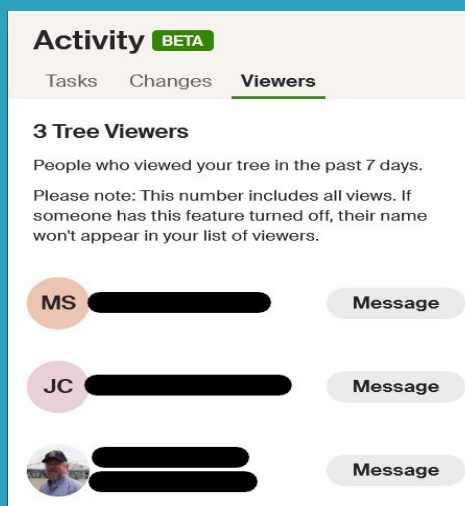 Activity BETA
Tasks Changes Viewers
3 Tree Viewers
People who viewed your tree in the past 7 days.
Please note: This number includes all views. If
someone has this feature turned off, their name
won't appear in your list of viewers.
MS Message
JC Message
Message